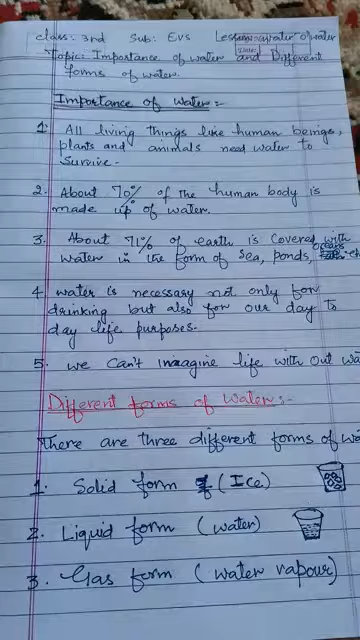 class: 3rd Sub: Evs Lesson: water o water
Topic: Importance of water and Different
forms of water.
Importance of Water:-
1. All living things like human beings,
plants and animals need water to
survive.
2. About 70% of the human body is
made up of water.
3. About 71% of earth is covered with
water in the form of sea, ponds,
4. water is necessary not only for
drinking but also for our day to
day life purposes.
5. we can't imagine life with out
Different forms of water:-
There are three different forms of
1. Solid form (Ice)
2. Liquid form (water)
3. Gas form (water vapour)